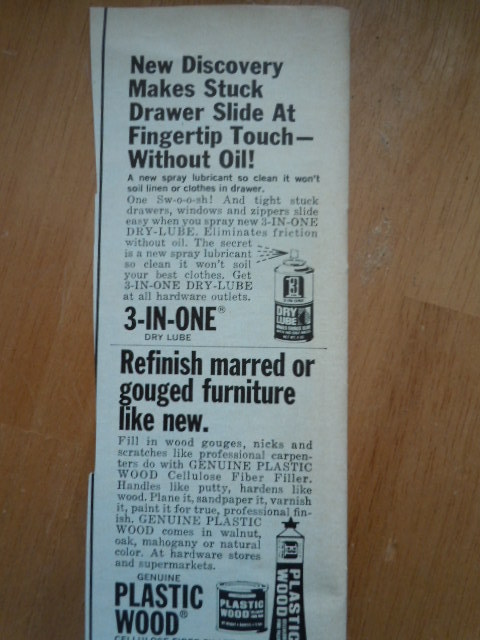 New Discovery
Makes Stuck
Drawer Slide At
Fingertip Touch—
Without Oil!
A new spray lubricant so clean it won't
soil linen or clothes in drawer.
One Sw-o-o-sh! And tight stuck
drawers, windows and zippers slide
easy when you spray new 3-IN-ONE
DRY-LUBE. Eliminates friction
without oil. The secret
is a new spray lubricant
so clean it won't soil
your best clothes. Get
3-IN-ONE DRY-LUBE
at all hardware outlets.
3
DRY
LUBE
3-IN-ONE®
DRY LUBE
Refinish marred or
gouged furniture
like new.
Fill in wood gouges, nicks and
scratches like professional carpen-
ters do with GENUINE PLASTIC
WOOD Cellulose Fiber Filler.
Handles like putty, hardens like
wood. Plane it, sandpaper it, varnish
it, paint it for true, professional fin-
ish. GENUINE PLASTIC
WOOD comes in walnut,
oak, mahogany or natural
color. At hardware stores
and supermarkets.
GENUINE
PLASTIC
WOOD®
PLASTIC
WOOD
PLASTIC
WOOD